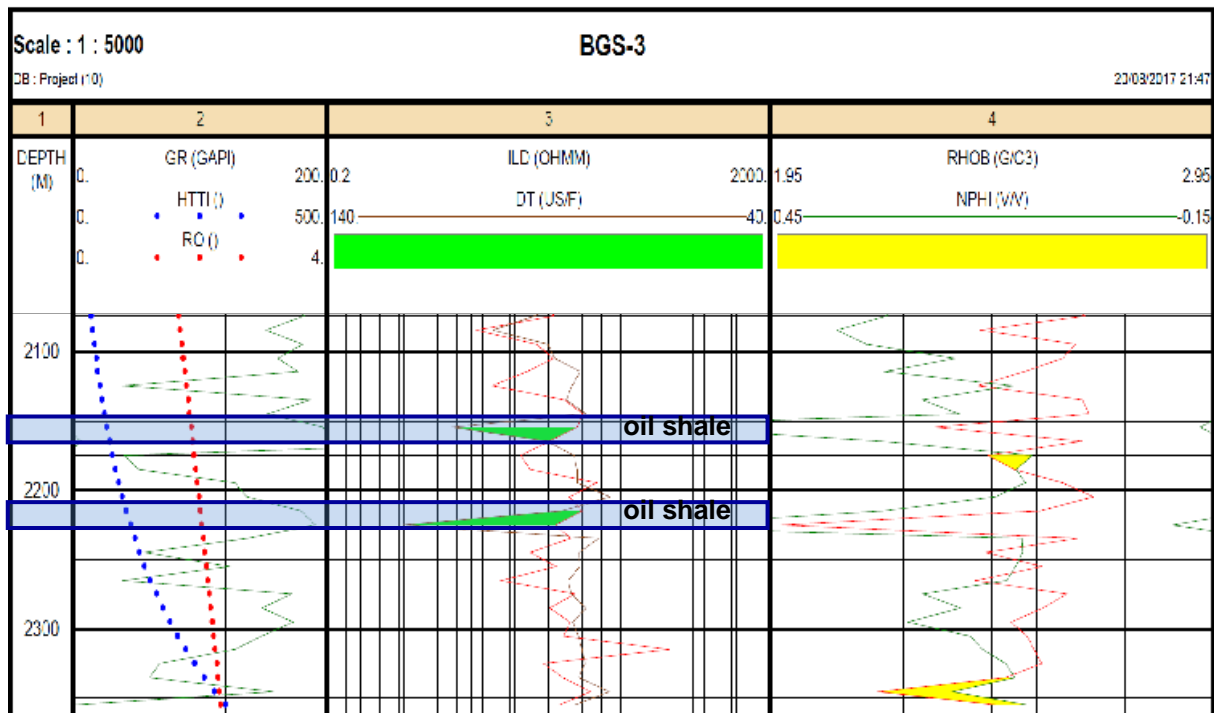 Scale : 1 : 5000
BGS-3
DB : Project (10)
20/08/2017 21:47
1 2 3 4
DEPTH (M)
GR (GAPI)
0. 200.
HTTI ()
0. 500.
RO ()
0. 4.
ILD (OHMM)
0.2 2000.
DT (US/F)
140. 40.
RHOB (G/C3)
1.95 2.95
NPHI (V/V)
0.45 -0.15
2100
oil shale
2200
oil shale
2300